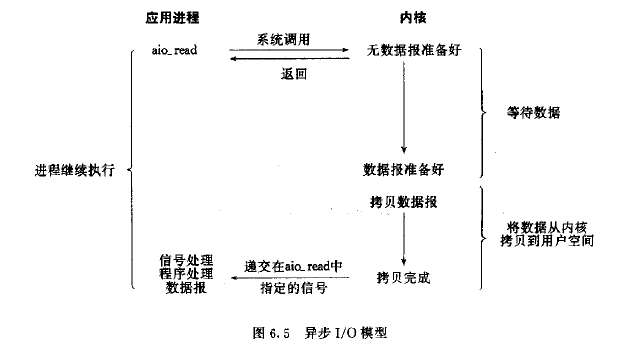 应用进程
内核
aio_read
系统调用
返回
无数据报准备好
等待数据
进程继续执行
数据报准备好
拷贝数据报
将数据从内核
拷贝到用户空间
信号处理
程序处理
数据报
递交在aio_read中
指定的信号
拷贝完成
图 6.5 异步 I/O 模型